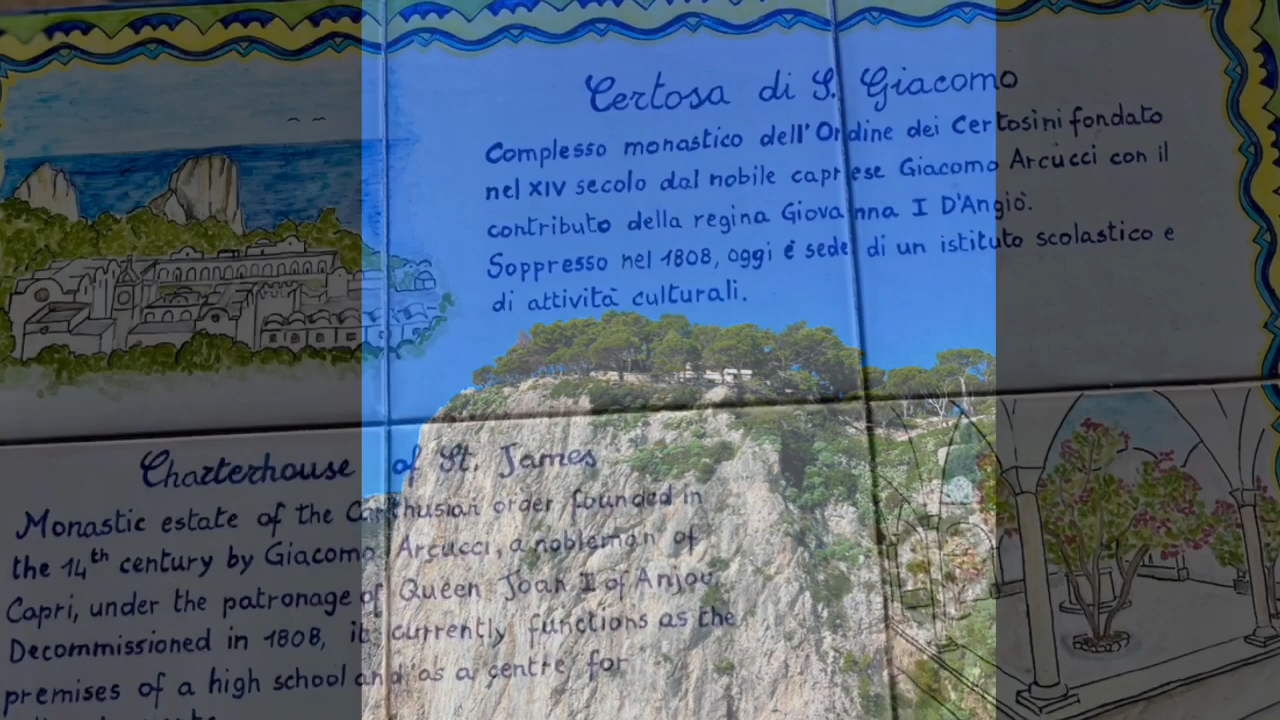 Certosa di S. Giacomo
Complesso monastico dell'Ordine dei Certosini fondato
nel XIV secolo dal nobile caprese Giacomo Arcucci con il
contributo della regina Giovanna I D'Angiò.
Soppresso nel 1808, oggi é sede di un istituto scolastico e
di attività culturali.
Charterhouse of St. James
Monastic estate of the Carthusian order founded in
the 14th century by Giacomo Arcucci, a nobleman of
Capri, under the patronage of Queen Joan I of Anjou.
Decommissioned in 1808, it currently functions as the
premises of a high school and as a centre for